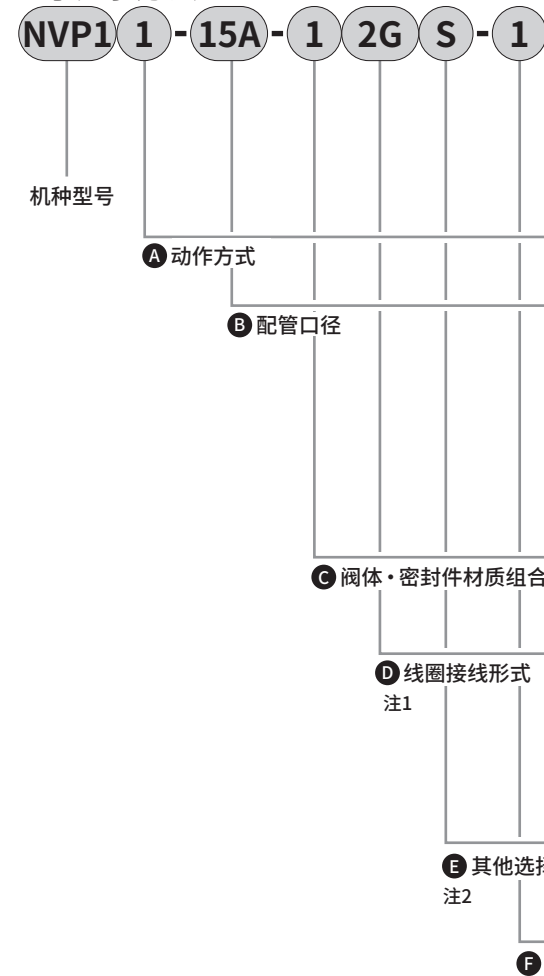 NVP1 1 - 15A - 1 2G S - 1
机种型号
A 动作方式
B 配管口径
C 阀体・密封件材质组合
D 线圈接线形式
注1
E 其他选
注2
F